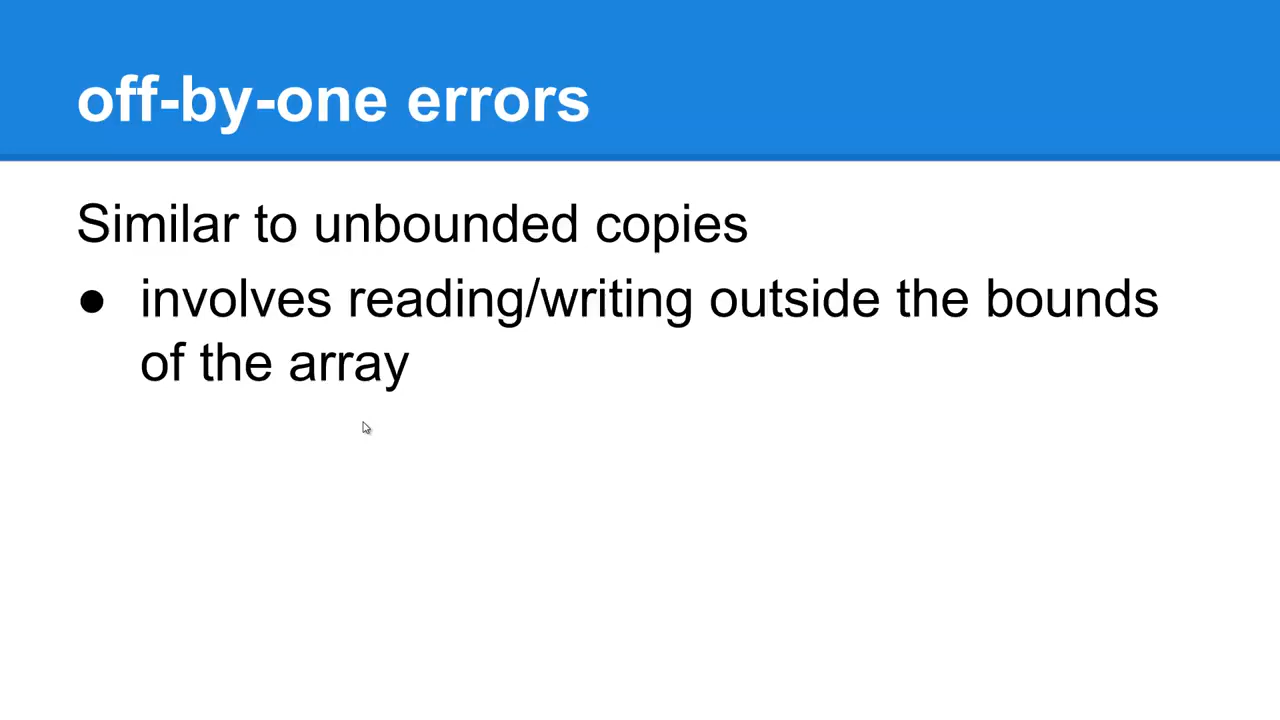 off-by-one errors
Similar to unbounded copies
● involves reading/writing outside the bounds
of the array